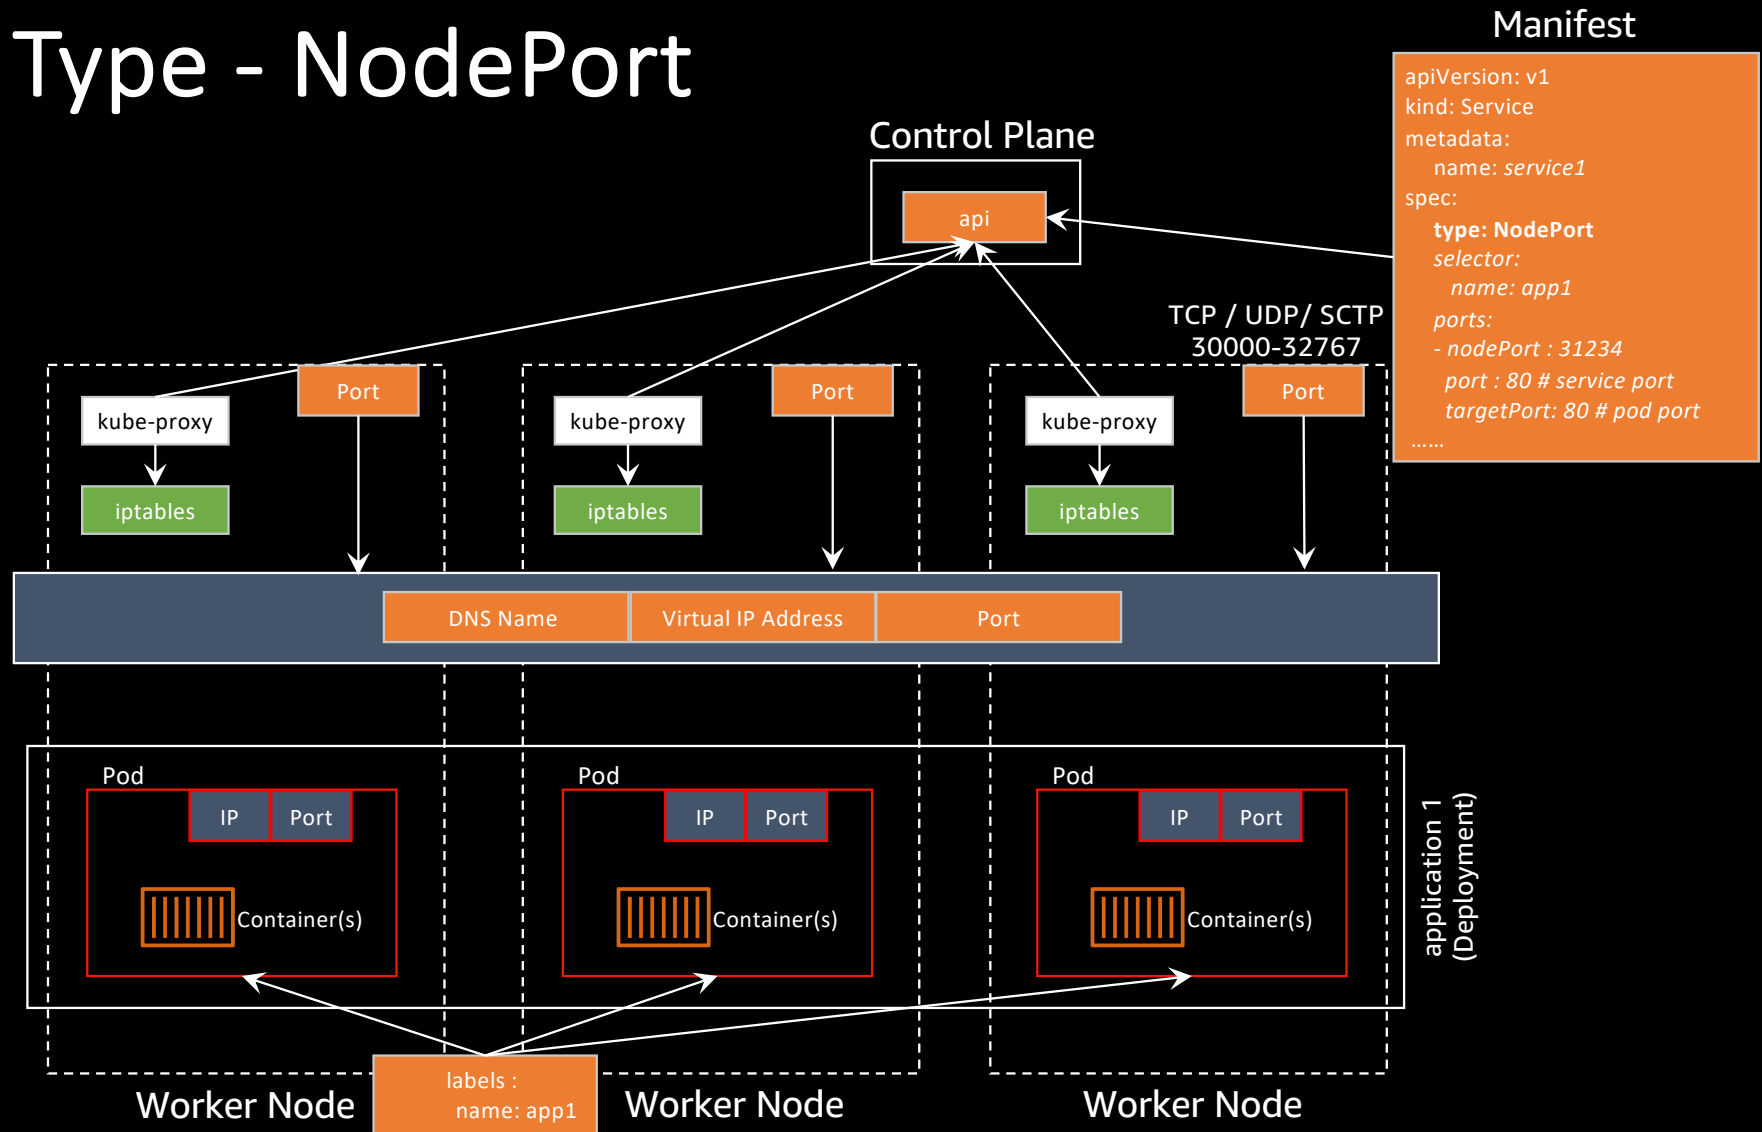 Type - NodePort
Manifest
apiVersion: v1
kind: Service
metadata:
name: service1
spec:
type: NodePort
selector:
name: app1
ports:
- nodePort : 31234
port : 80 # service port
targetPort: 80 # pod port
......
Control Plane
api
TCP / UDP/ SCTP
30000-32767
kube-proxy
Port
kube-proxy
Port
kube-proxy
Port
iptables
iptables
iptables
DNS Name
Virtual IP Address
Port
Pod
Pod
Pod
IP
Port
IP
Port
IP
Port
Container(s)
Container(s)
Container(s)
application 1
(Deployment)
labels :
name: app1
Worker Node
Worker Node
Worker Node